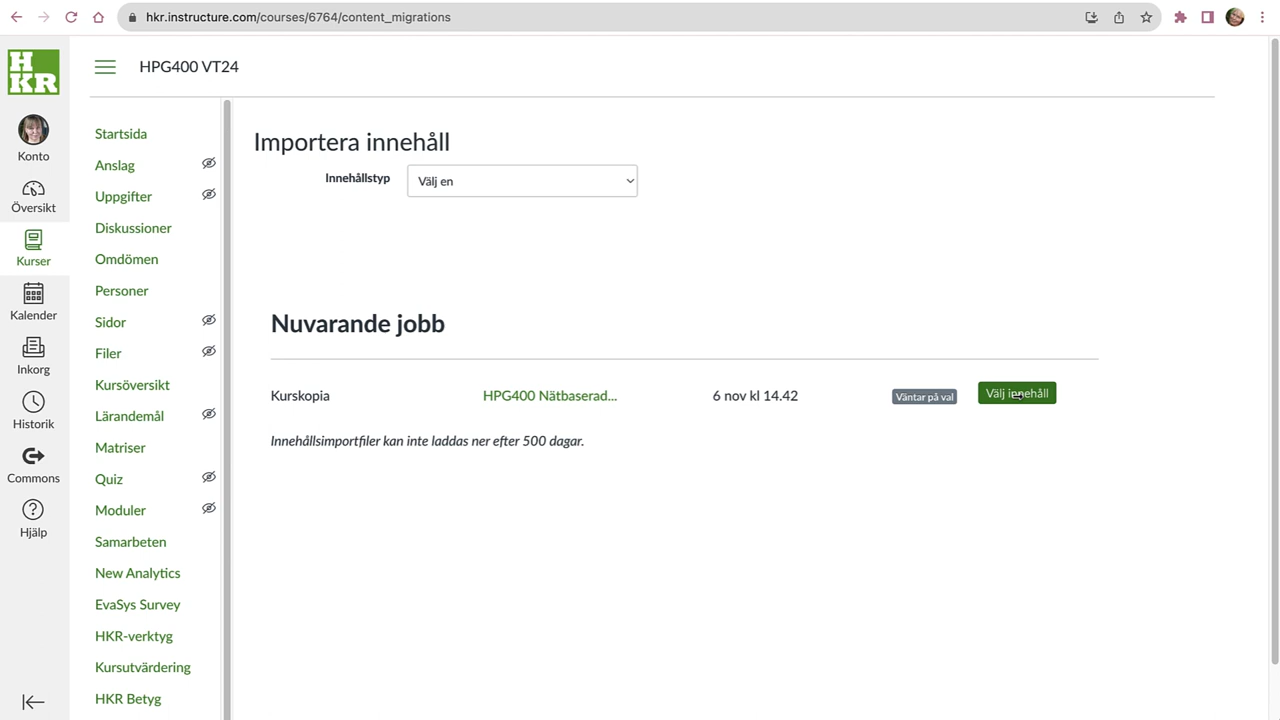 hkr.instructure.com/courses/6764/content_migrations
HKR
Konto
Översikt
Kurser
Kalender
Inkorg
Historik
Commons
Hjälp
HPG400 VT24
Startsida
Anslag
Uppgifter
Diskussioner
Omdömen
Personer
Sidor
Filer
Kursöversikt
Lärandemål
Matriser
Quiz
Moduler
Samarbeten
New Analytics
EvaSys Survey
HKR-verktyg
Kursutvärdering
HKR Betyg
Importera innehåll
Innehållstyp Välj en
Nuvarande jobb
Kurskopia HPG400 Nätbaserad... 6 nov kl 14.42 Väntar på val Välj innehåll
Innehållsimportfiler kan inte laddas ner efter 500 dagar.